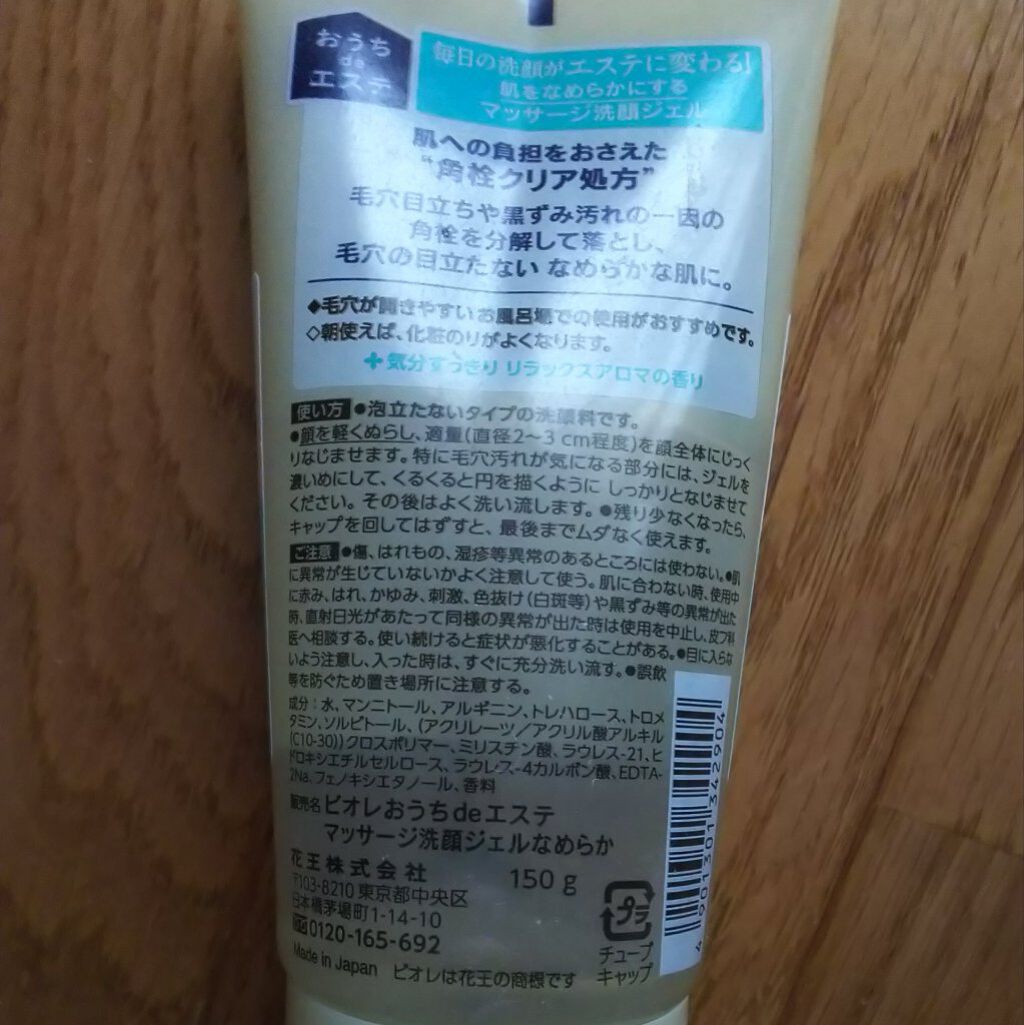 おうち
de
エステ
毎日の洗顔がエステに変わる!
肌をなめらかにする
マッサージ洗顔ジェル
肌への負担をおさえた
“角栓クリア処方”
毛穴目立ちや黒ずみ汚れの一因の
角栓を分解して落とし、
毛穴の目立たない なめらかな肌に。
◆毛穴が開きやすいお風呂場での使用がおすすめです。
◇朝使えば、化粧のりがよくなります。
+気分すっきり リラックスアロマの香り
使い方 ●泡立たないタイプの洗顔料です。
●顔を軽くぬらし、適量(直径2〜3 cm程度)を顔全体にじっく
りなじませます。特に毛穴汚れが気になる部分には、ジェルを
濃いめにして、くるくると円を描くように しっかりとなじませて
ください。その後はよく洗い流します。●残り少なくなったら、
キャップを回してはずすと、最後までムダなく使えます。
ご注意 ●傷、はれもの、湿疹等異常のあるところには使わない。●肌
に異常が生じていないかよく注意して使う。肌に合わない時、使用中
に赤み、はれ、かゆみ、刺激、色抜け(白斑等)や黒ずみ等の異常が出た
時、直射日光があたって同様の異常が出た時は使用を中止し、皮フ科
医へ相談する。使い続けると症状が悪化することがある。●目に入らな
いよう注意し、入った時は、すぐに充分洗い流す。●誤飲
等を防ぐため置き場所に注意する。
成分:水、マンニトール、アルギニン、トレハロース、トロメ
タミン、ソルビトール、(アクリレーツ/アクリル酸アルキル
(C10-30))クロスポリマー、ミリスチン酸、ラウレス-21、ヒ
ドロキシエチルセルロース、ラウレス-4カルボン酸、EDTA-
2Na、フェノキシエタノール、香料
販売名 ビオレおうちdeエステ
マッサージ洗顔ジェルなめらか
花王株式会社
150 g
〒103-8210 東京都中央区
日本橋茅場町1-14-10
0120-165-692
Made in Japan ビオレは花王の商標です
プラ
チューブ
キャップ
4 901301 342904